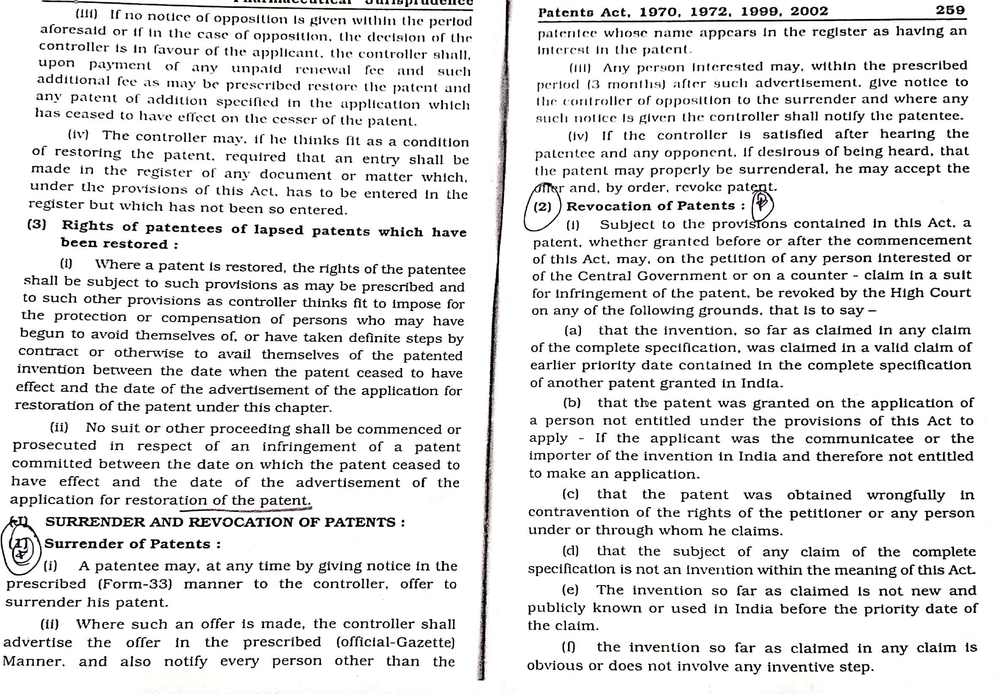 Pharmaceutical Jurisprudence
(iii) If no notice of opposition is given within the period
aforesaid or if in the case of opposition, the decision of the
controller is in favour of the applicant, the controller shall,
upon payment of any unpaid renewal fee and such
additional fee as may be prescribed restore the patent and
any patent of addition specified in the application which
has ceased to have effect on the cesser of the patent.
(iv) The controller may, if he thinks fit as a condition
of restoring the patent, required that an entry shall be
made in the register of any document or matter which,
under the provisions of this Act, has to be entered in the
register but which has not been so entered.
(3) Rights of patentees of lapsed patents which have
been restored :
(i) Where a patent is restored, the rights of the patentee
shall be subject to such provisions as may be prescribed and
to such other provisions as controller thinks fit to impose for
the protection or compensation of persons who may have
begun to avoid themselves of, or have taken definite steps by
contract or otherwise to avail themselves of the patented
invention between the date when the patent ceased to have
effect and the date of the advertisement of the application for
restoration of the patent under this chapter.
(ii) No suit or other proceeding shall be commenced or
prosecuted in respect of an infringement of a patent
committed between the date on which the patent ceased to
have effect and the date of the advertisement of the
application for restoration of the patent.
SURRENDER AND REVOCATION OF PATENTS :
(1) Surrender of Patents :
(i) A patentee may, at any time by giving notice in the
prescribed (Form-33) manner to the controller, offer to
surrender his patent.
(ii) Where such an offer is made, the controller shall
advertise the offer in the prescribed (official-Gazette)
Manner. and also notify every person other than the
Patents Act, 1970, 1972, 1999, 2002 259
patentee whose name appears in the register as having an
interest in the patent.
(iii) Any person interested may, within the prescribed
period (3 months) after such advertisement, give notice to
the controller of opposition to the surrender and where any
such notice is given the controller shall notify the patentee.
(iv) If the controller is satisfied after hearing the
patentee and any opponent, if desirous of being heard, that
the patent may properly be surrenderal, he may accept the
offer and, by order, revoke patent.
(2) Revocation of Patents :
(i) Subject to the provisions contained in this Act, a
patent, whether granted before or after the commencement
of this Act, may, on the petition of any person interested or
of the Central Government or on a counter - claim in a suit
for infringement of the patent, be revoked by the High Court
on any of the following grounds, that is to say –
(a) that the invention, so far as claimed in any claim
of the complete specification, was claimed in a valid claim of
earlier priority date contained in the complete specification
of another patent granted in India.
(b) that the patent was granted on the application of
a person not entitled under the provisions of this Act to
apply - If the applicant was the communicatee or the
importer of the invention in India and therefore not entitled
to make an application.
(c) that the patent was obtained wrongfully in
contravention of the rights of the petitioner or any person
under or through whom he claims.
(d) that the subject of any claim of the complete
specification is not an invention within the meaning of this Act.
(e) The invention so far as claimed is not new and
publicly known or used in India before the priority date of
the claim.
(f) the invention so far as claimed in any claim is
obvious or does not involve any inventive step.